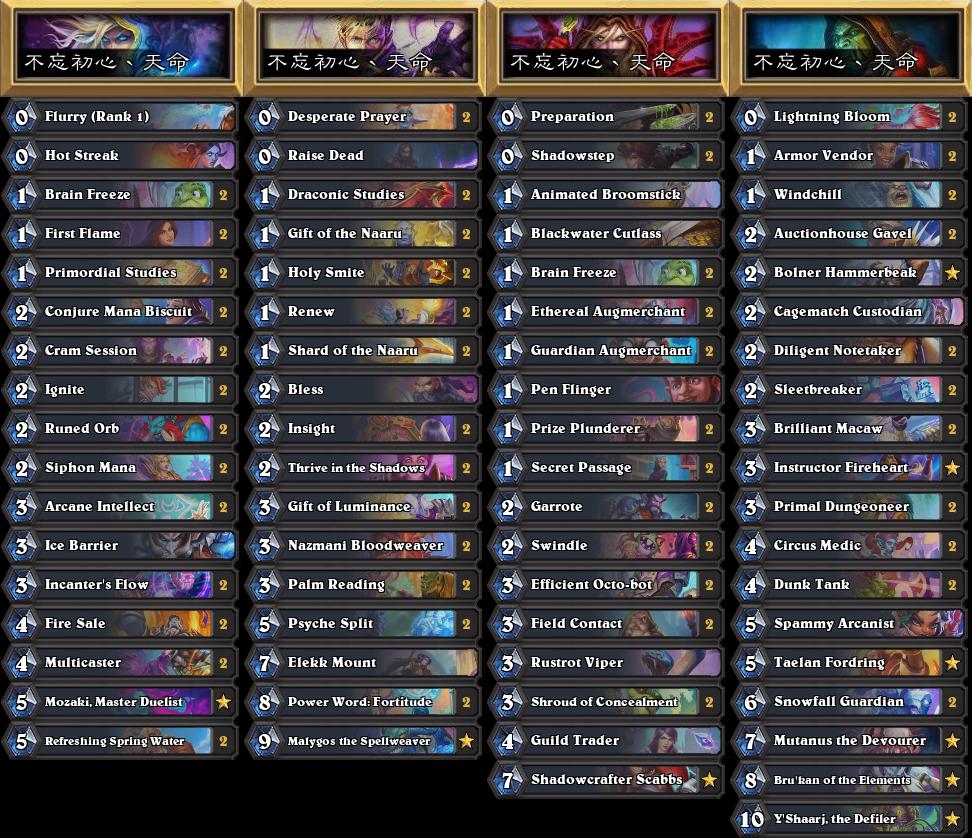 不忘初心、天命
0 Flurry (Rank 1)
0 Hot Streak
1 Brain Freeze 2
1 First Flame 2
1 Primordial Studies 2
2 Conjure Mana Biscuit 2
2 Cram Session 2
2 Ignite 2
2 Runed Orb 2
2 Siphon Mana 2
3 Arcane Intellect 2
3 Ice Barrier
3 Incanter's Flow 2
4 Fire Sale 2
4 Multicaster 2
5 Mozaki, Master Duelist
5 Refreshing Spring Water 2
不忘初心、天命
0 Desperate Prayer 2
0 Raise Dead
1 Draconic Studies 2
1 Gift of the Naaru 2
1 Holy Smite 2
1 Renew 2
1 Shard of the Naaru 2
2 Bless
2 Insight 2
2 Thrive in the Shadows 2
3 Gift of Luminance 2
3 Nazmani Bloodweaver 2
3 Palm Reading 2
5 Psyche Split 2
7 Elekk Mount
8 Power Word: Fortitude 2
9 Malygos the Spellweaver
不忘初心、天命
0 Preparation 2
0 Shadowstep 2
1 Animated Broomstick
1 Blackwater Cutlass
1 Brain Freeze 2
1 Ethereal Augmerchant 2
1 Guardian Augmerchant 2
1 Pen Flinger
1 Prize Plunderer 2
1 Secret Passage 2
2 Garrote 2
2 Swindle 2
3 Efficient Octo-bot 2
3 Field Contact 2
3 Rustrot Viper
3 Shroud of Concealment 2
4 Guild Trader
7 Shadowcrafter Scabbs
不忘初心、天命
0 Lightning Bloom 2
1 Armor Vendor 2
1 Windchill 2
2 Auctionhouse Gavel 2
2 Bolner Hammerbeak
2 Cagematch Custodian
2 Diligent Notetaker 2
2 Sleetbreaker 2
3 Brilliant Macaw 2
3 Instructor Fireheart
3 Primal Dungeoneer 2
4 Circus Medic 2
4 Dunk Tank 2
5 Spammy Arcanist
5 Taelan Fordring
6 Snowfall Guardian 2
7 Mutanus the Devourer
8 Bru'kan of the Elements
10 Y'Shaarj, the Defiler